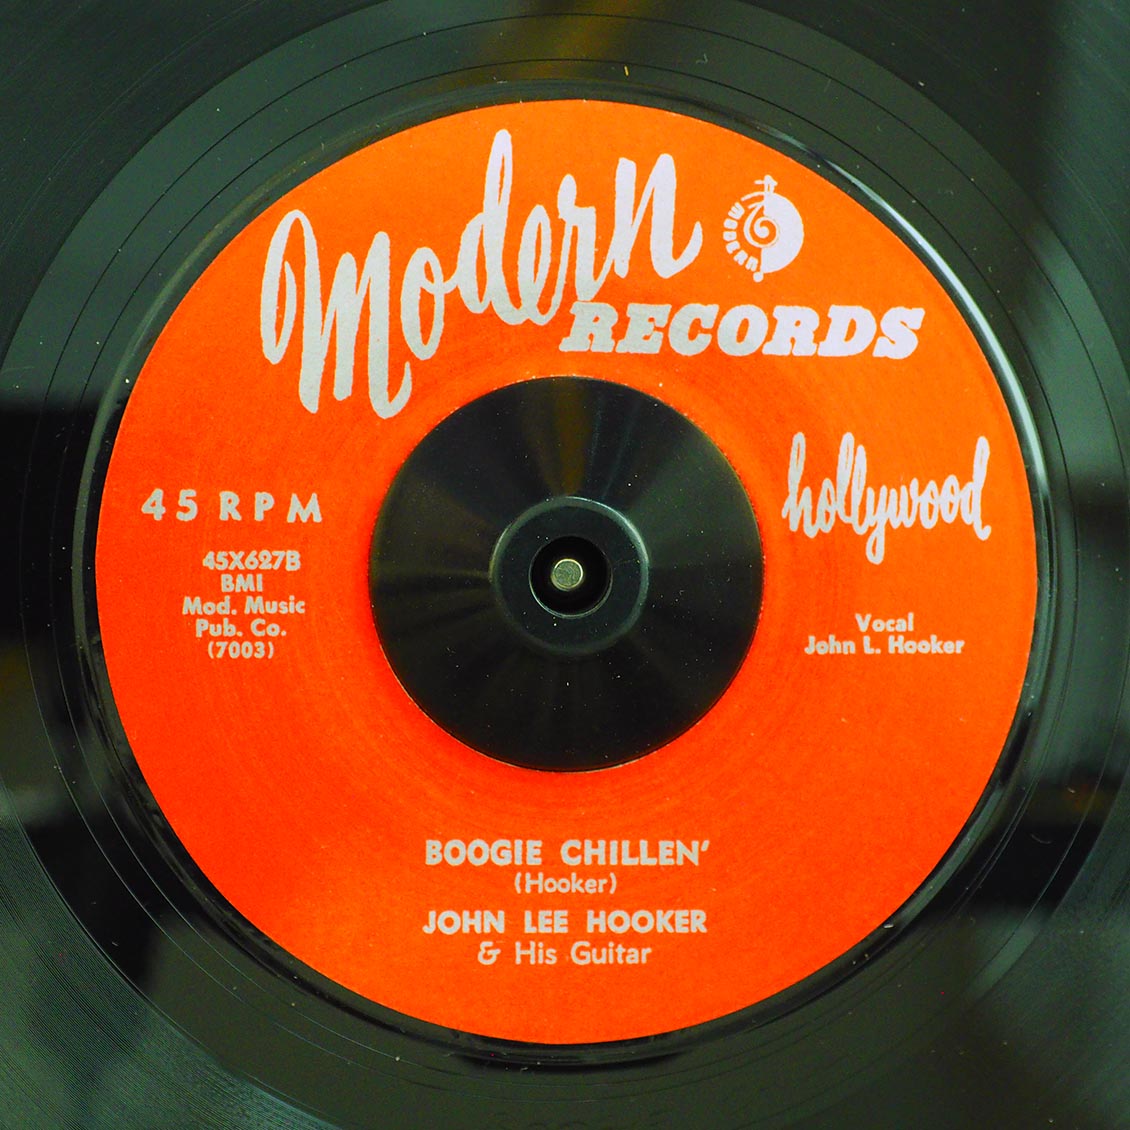 Modern
MODERN
RECORDS
hollywood
45 RPM
45X627B
BMI
Mod. Music
Pub. Co.
(7003)
Vocal
John L. Hooker
BOOGIE CHILLEN'
(Hooker)
JOHN LEE HOOKER
& His Guitar